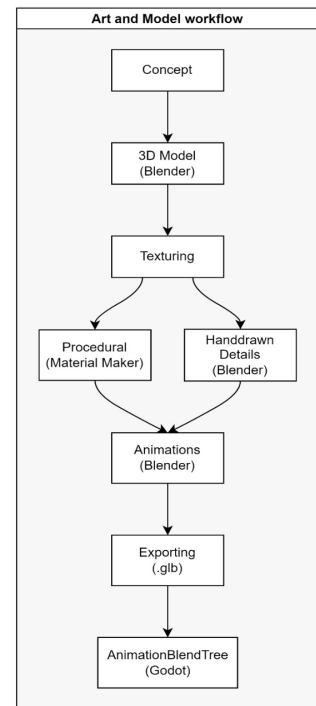 Art and Model workflow
Concept
3D Model
(Blender)
Texturing
Procedural
(Material Maker)
Handdrawn
Details
(Blender)
Animations
(Blender)
Exporting
(.glb)
AnimationBlendTree
(Godot)